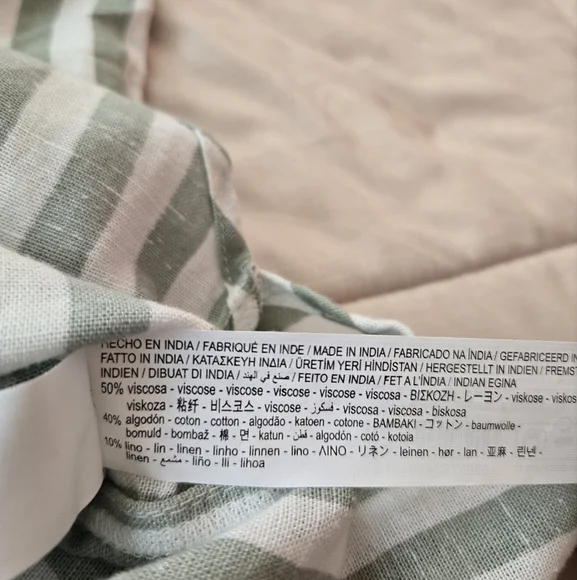 HECHO EN INDIA / FABRIQUÉ EN INDE / MADE IN INDIA / FABRICADO NA ÍNDIA / GEFABRICEERD IN
FATTO IN INDIA / ΚΑΤΑΣΚΕΥΗ ΙΝΔΙΑ / ÜRETİM YERİ HİNDİSTAN / HERGESTELLT IN INDIEN /
INDIEN / DIBUAT DI INDIA / صنع في الهند / FEITO EN INDIA / FET A L'ÍNDIA / INDIAN EGINA
50% viscosa - viscose - viscose - viscose - viscose - viscosa - ΒΙΣΚΟΖΗ - レーヨン - viskose -
viskoza - 粘纤 - 비스코스 - viscose - فسكوز - viscosa - viscosa - biskosa
40% algodón - coton - cotton - algodão - katoen - cotone - ΒΑΜΒΑΚΙ - コットン - baumwolle -
bomuld - bombaž - 棉 - 면 - katun - قطن - algodón - cotó - kotoia
10% lino - lin - linen - linho - linnen - lino - ΛΙΝΟ - リネン - leinen - hør - lan - 亚麻 - 린넨 -
linen - مشمع - liño - lli - lihoa